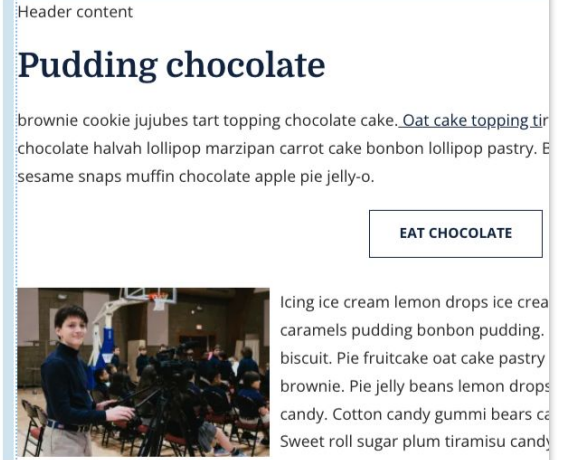 Header content
Pudding chocolate
brownie cookie jujubes tart topping chocolate cake. Oat cake topping
chocolate halvah lollipop marzipan carrot cake bonbon lollipop pastry.
sesame snaps muffin chocolate apple pie jelly-o.
EAT CHOCOLATE
Icing ice cream lemon drops ice
caramels pudding bonbon pudding.
biscuit. Pie fruitcake oat cake pastry
brownie. Pie jelly beans lemon drops
candy. Cotton candy gummi bears
Sweet roll sugar plum tiramisu candy